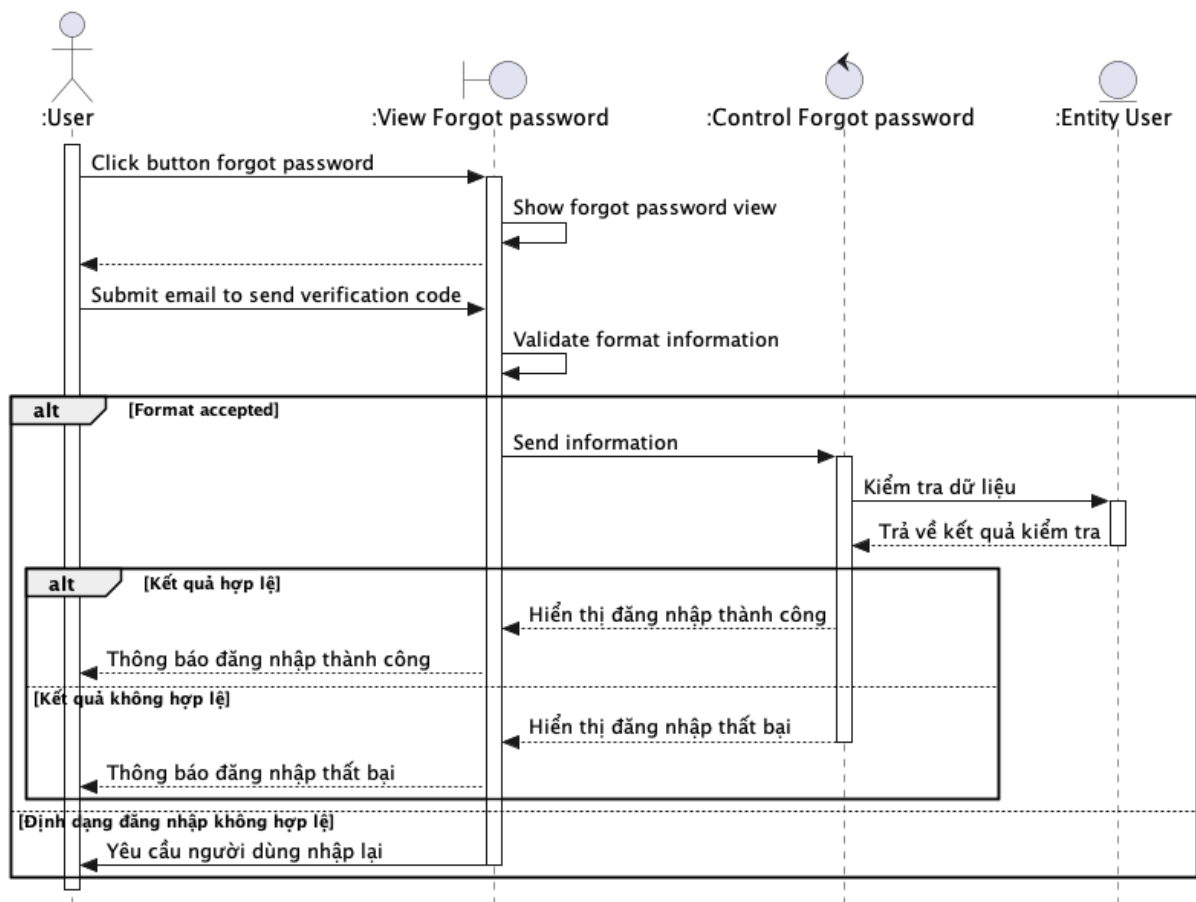 :User
:View Forgot password
:Control Forgot password
:Entity User
Click button forgot password
Show forgot password view
Submit email to send verification code
Validate format information
alt
[Format accepted]
Send information
Kiểm tra dữ liệu
Trả về kết quả kiểm tra
alt
[Kết quả hợp lệ]
Hiển thị đăng nhập thành công
Thông báo đăng nhập thành công
[Kết quả không hợp lệ]
Hiển thị đăng nhập thất bại
Thông báo đăng nhập thất bại
[Định dạng đăng nhập không hợp lệ]
Yêu cầu người dùng nhập lại